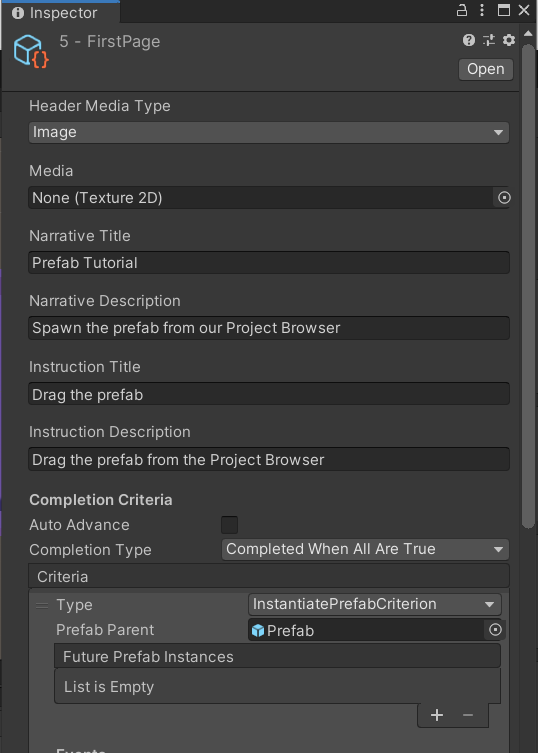 Inspector
5 - FirstPage
Open
Header Media Type
Image
Media
None (Texture 2D)
Narrative Title
Prefab Tutorial
Narrative Description
Spawn the prefab from our Project Browser
Instruction Title
Drag the prefab
Instruction Description
Drag the prefab from the Project Browser
Completion Criteria
Auto Advance
Completion Type Completed When All Are True
Criteria
Type InstantiatePrefabCriterion
Prefab Parent Prefab
Future Prefab Instances
List is Empty
Events